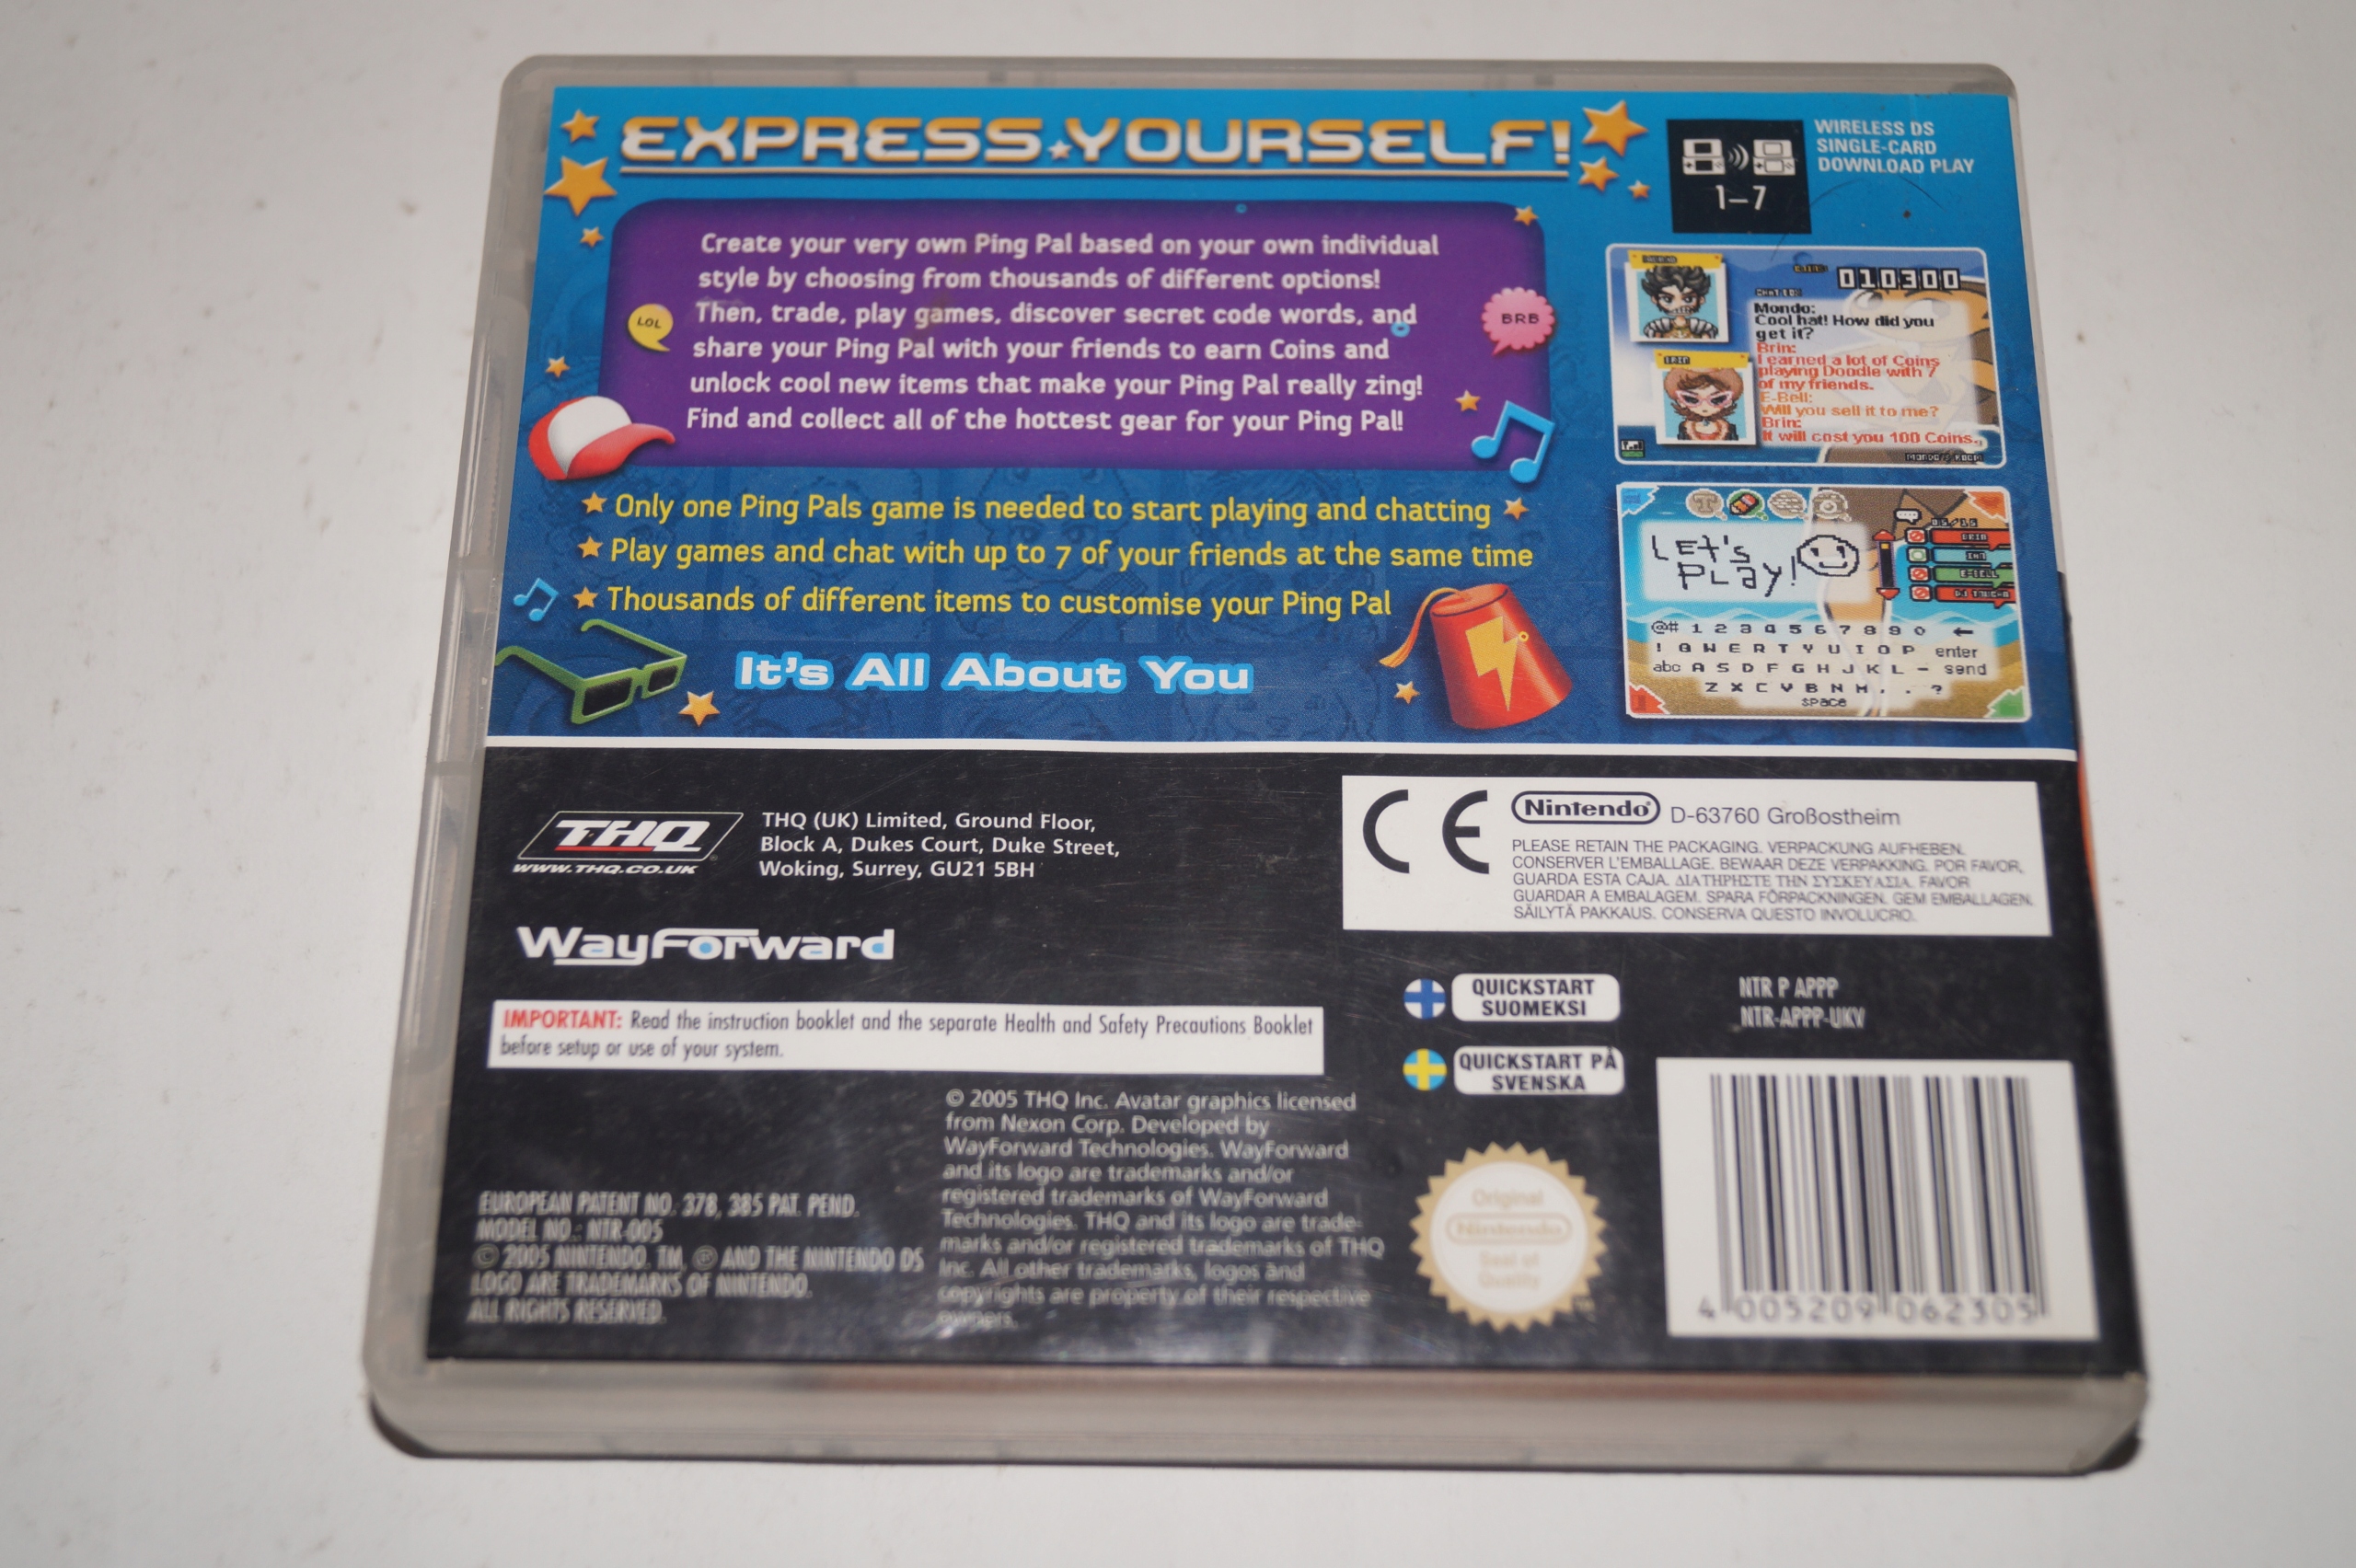 EXPRESS YOURSELF!
WIRELESS DS
SINGLE-CARD
DOWNLOAD PLAY
1–7
Create your very own Ping Pal based on your own individual
style by choosing from thousands of different options!
Then, trade, play games, discover secret code words, and
share your Ping Pal with your friends to earn Coins and
unlock cool new items that make your Ping Pal really zing!
Find and collect all of the hottest gear for your Ping Pal!
LOL
BRB
010300
Mondo:
Cool hat! How did you
get it?
Brin:
I earned a lot of Coins
playing Doodle with 7
of my friends.
E-Bell:
Will you sell it to me?
Brin:
It will cost you 100 Coins.
Only one Ping Pals game is needed to start playing and chatting
Play games and chat with up to 7 of your friends at the same time
Thousands of different items to customise your Ping Pal
It's All About You
LEt's
PLay!
@# 1 2 3 4 5 6 7 8 9 0 ←
! Q W E R T Y U I O P enter
abc A S D F G H J K L - send
Z X C V B N M , . ?
space
THQ
WWW.THQ.CO.UK
THQ (UK) Limited, Ground Floor,
Block A, Dukes Court, Duke Street,
Woking, Surrey, GU21 5BH
CE
Nintendo® D-63760 Großostheim
PLEASE RETAIN THE PACKAGING. VERPACKUNG AUFHEBEN.
CONSERVER L'EMBALLAGE. BEWAAR DEZE VERPAKKING. POR FAVOR,
GUARDA ESTA CAJA. ΔΙΑΤΗΡΗΣΤΕ ΤΗΝ ΣΥΣΚΕΥΑΣΙΑ. FAVOR
GUARDAR A EMBALAGEM. SPARA FÖRPACKNINGEN. GEM EMBALLAGEN.
SÄILYTÄ PAKKAUS. CONSERVA QUESTO INVOLUCRO.
WayForward
IMPORTANT: Read the instruction booklet and the separate Health and Safety Precautions Booklet
before setup or use of your system.
QUICKSTART
SUOMEKSI
QUICKSTART PÅ
SVENSKA
NTR P APPP
NTR-APPP-UKV
© 2005 THQ Inc. Avatar graphics licensed
from Nexon Corp. Developed by
WayForward Technologies. WayForward
and its logo are trademarks and/or
registered trademarks of WayForward
Technologies. THQ and its logo are trade-
marks and/or registered trademarks of THQ
Inc. All other trademarks, logos and
copyrights are property of their respective
owners.
EUROPEAN PATENT NO. 378, 385 PAT. PEND.
MODEL NO.: NTR-005
© 2005 NINTENDO. TM, ® AND THE NINTENDO DS
LOGO ARE TRADEMARKS OF NINTENDO.
ALL RIGHTS RESERVED.
Original
Nintendo
Seal of
Quality
4 005209 062305